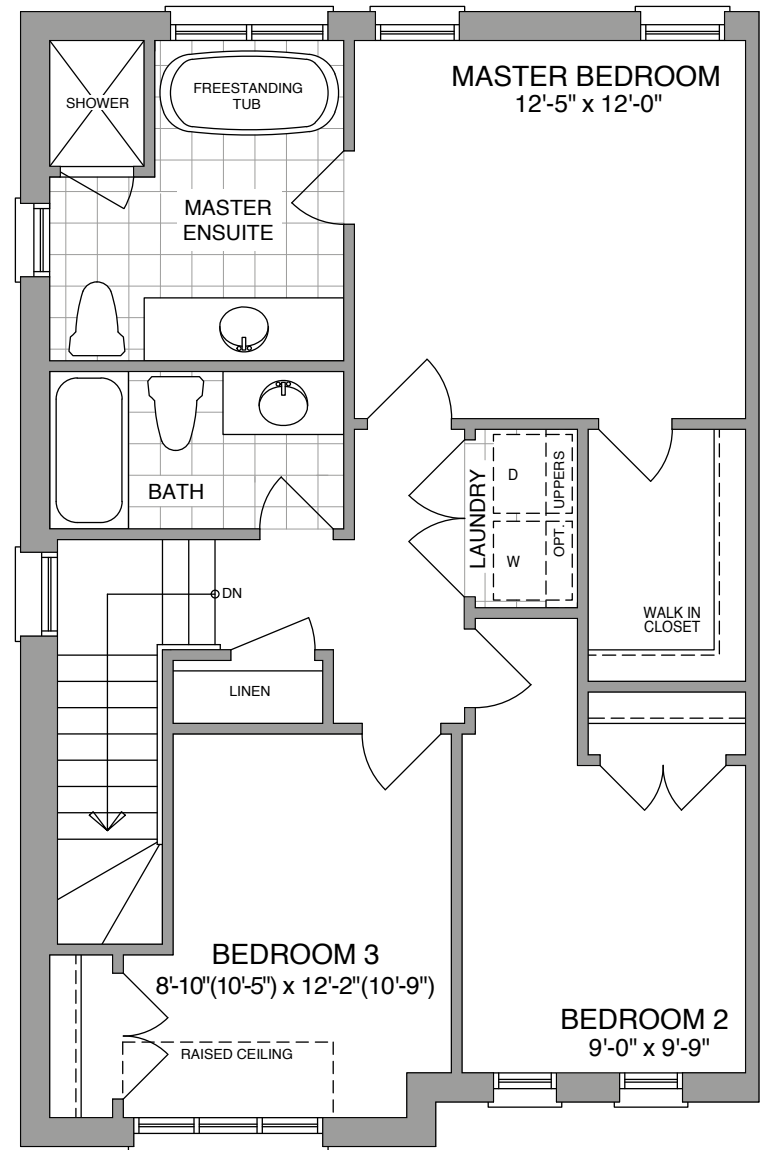 SHOWER
FREESTANDING
TUB
MASTER BEDROOM
12'-5" x 12'-0"
MASTER
ENSUITE
BATH
LAUNDRY
D
W
OPT. UPPERS
WALK IN
CLOSET
DN
LINEN
BEDROOM 3
8'-10"(10'-5") x 12'-2"(10'-9")
RAISED CEILING
BEDROOM 2
9'-0" x 9'-9"